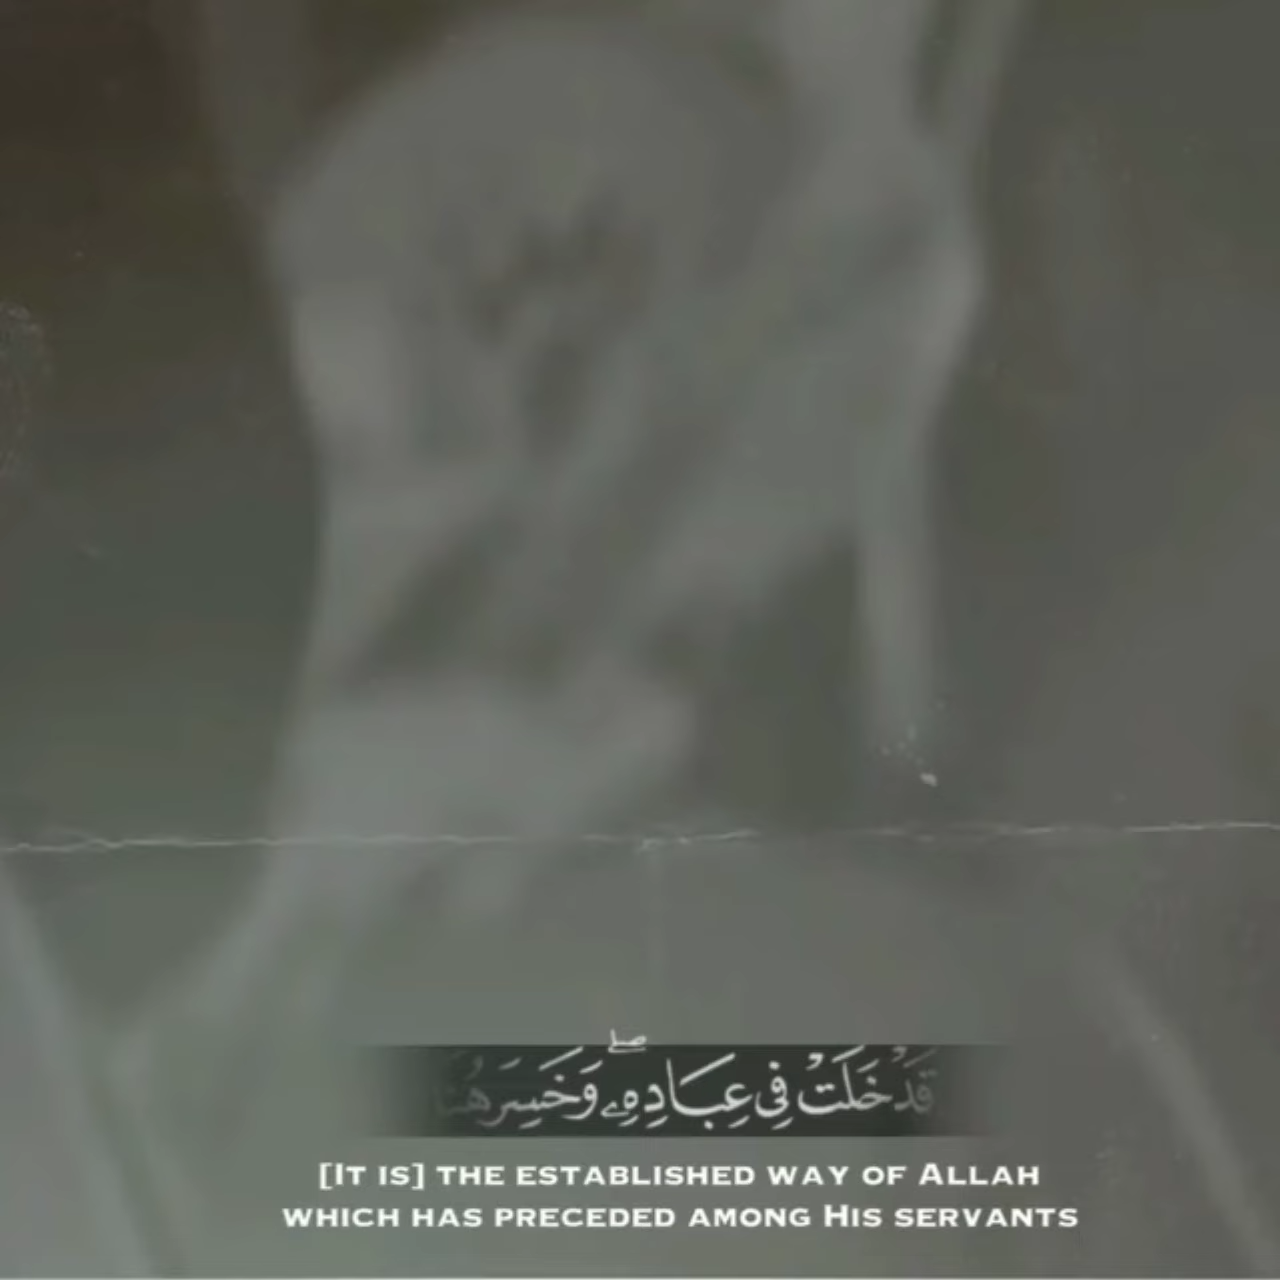 قَدْ خَلَتْ فِى عِبَادِهِۦ ۖ وَخَسِرَ
[It is] the established way of Allah
which has preceded among His servants